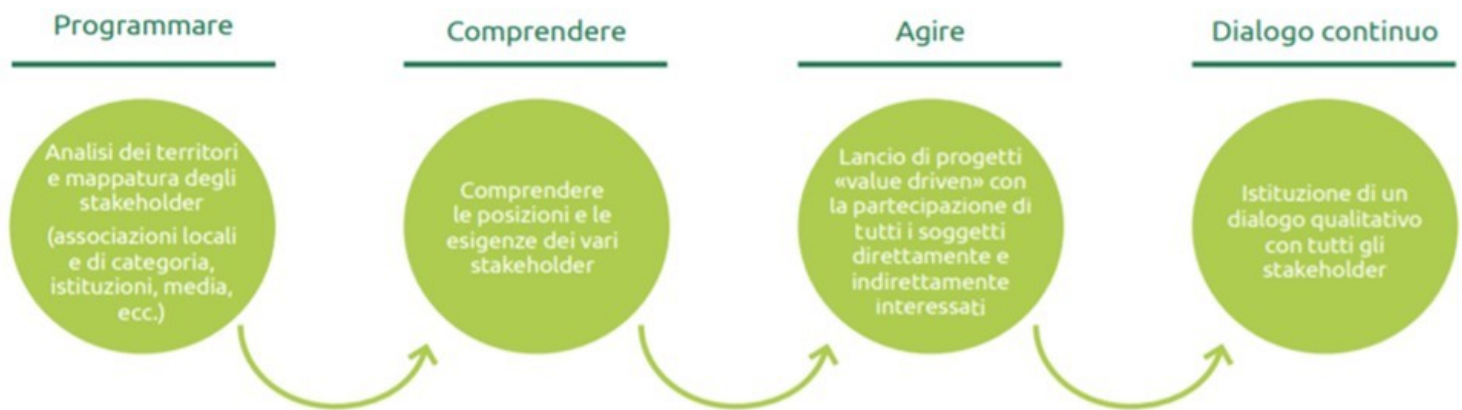 Programmare
Analisi dei territori
e mappatura degli
stakeholder
(associazioni locali
e di categoria,
istituzioni, media,
ecc.)
Comprendere
Comprendere
le posizioni e le
esigenze dei vari
stakeholder
Agire
Lancio di progetti
«value driven» con
la partecipazione di
tutti i soggetti
direttamente e
indirettamente
interessati
Dialogo continuo
Istituzione di un
dialogo qualitativo
con tutti gli
stakeholder